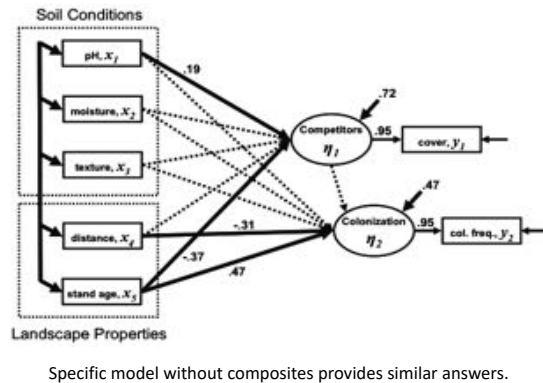 Soil Conditions
pH, x1
moisture, x2
texture, x3
distance, x4
stand age, x5
Landscape Properties
.19
-.31
-.37
.47
.72
Competitors
η1
.95
cover, y1
.47
Colonization
η2
.95
col. freq., y2
Specific model without composites provides similar answers.